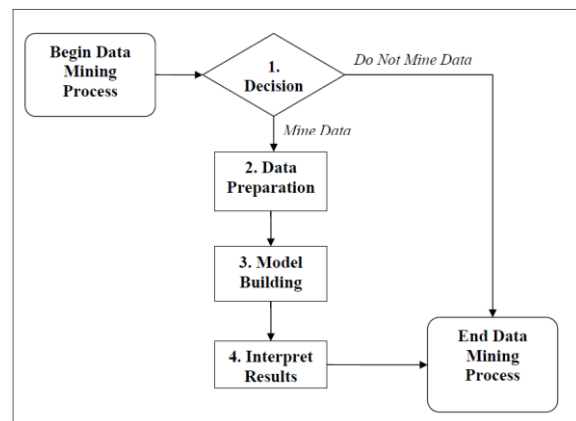 Begin Data
Mining
Process
1.
Decision
Do Not Mine Data
Mine Data
2. Data
Preparation
3. Model
Building
4. Interpret
Results
End Data
Mining
Process